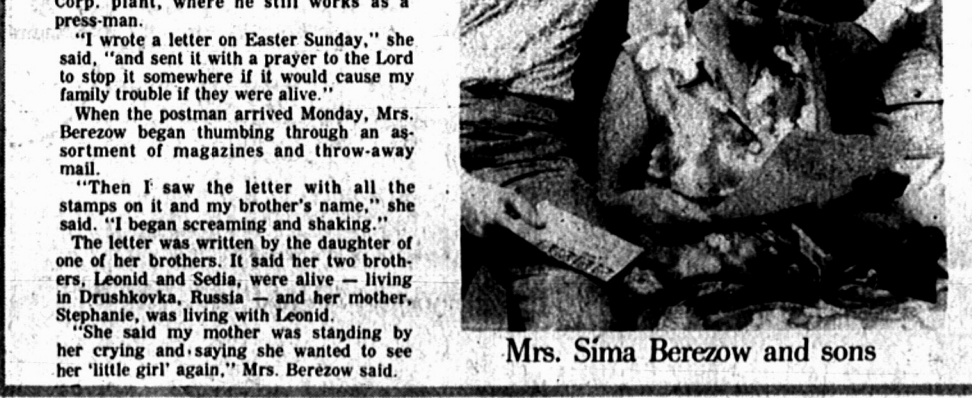 Corp. plant, where he still works as a
press-man.
"I wrote a letter on Easter Sunday," she
said, "and sent it with a prayer to the Lord
to stop it somewhere if it would cause my
family trouble if they were alive."
When the postman arrived Monday, Mrs.
Berezow began thumbing through an as-
sortment of magazines and throw-away
mail.
"Then I saw the letter with all the
stamps on it and my brother's name," she
said. "I began screaming and shaking."
The letter was written by the daughter of
one of her brothers. It said her two broth-
ers, Leonid and Sedia, were alive — living
in Drushkovka, Russia — and her mother,
Stephanie, was living with Leonid.
"She said my mother was standing by
her crying and saying she wanted to see
her 'little girl' again," Mrs. Berezow said.
Mrs. Sima Berezow and sons